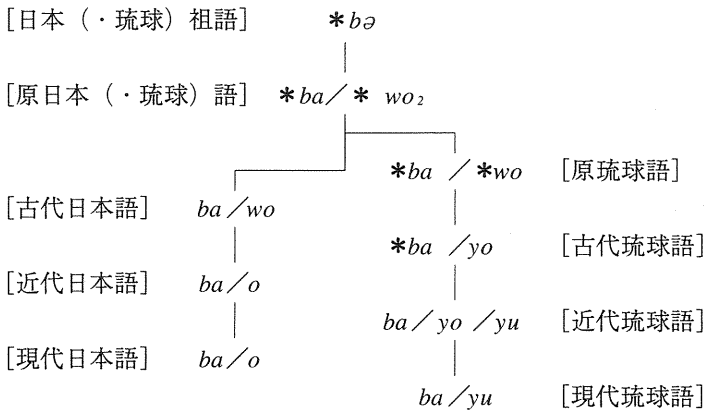 [日本（・琉球）祖語] *bə
[原日本（・琉球）語] *ba／* wo₂
*ba ／*wo [原琉球語]
[古代日本語] ba／wo
*ba ／yo [古代琉球語]
[近代日本語] ba／o
ba／yo ／yu [近代琉球語]
[現代日本語] ba／o
ba／yu [現代琉球語]